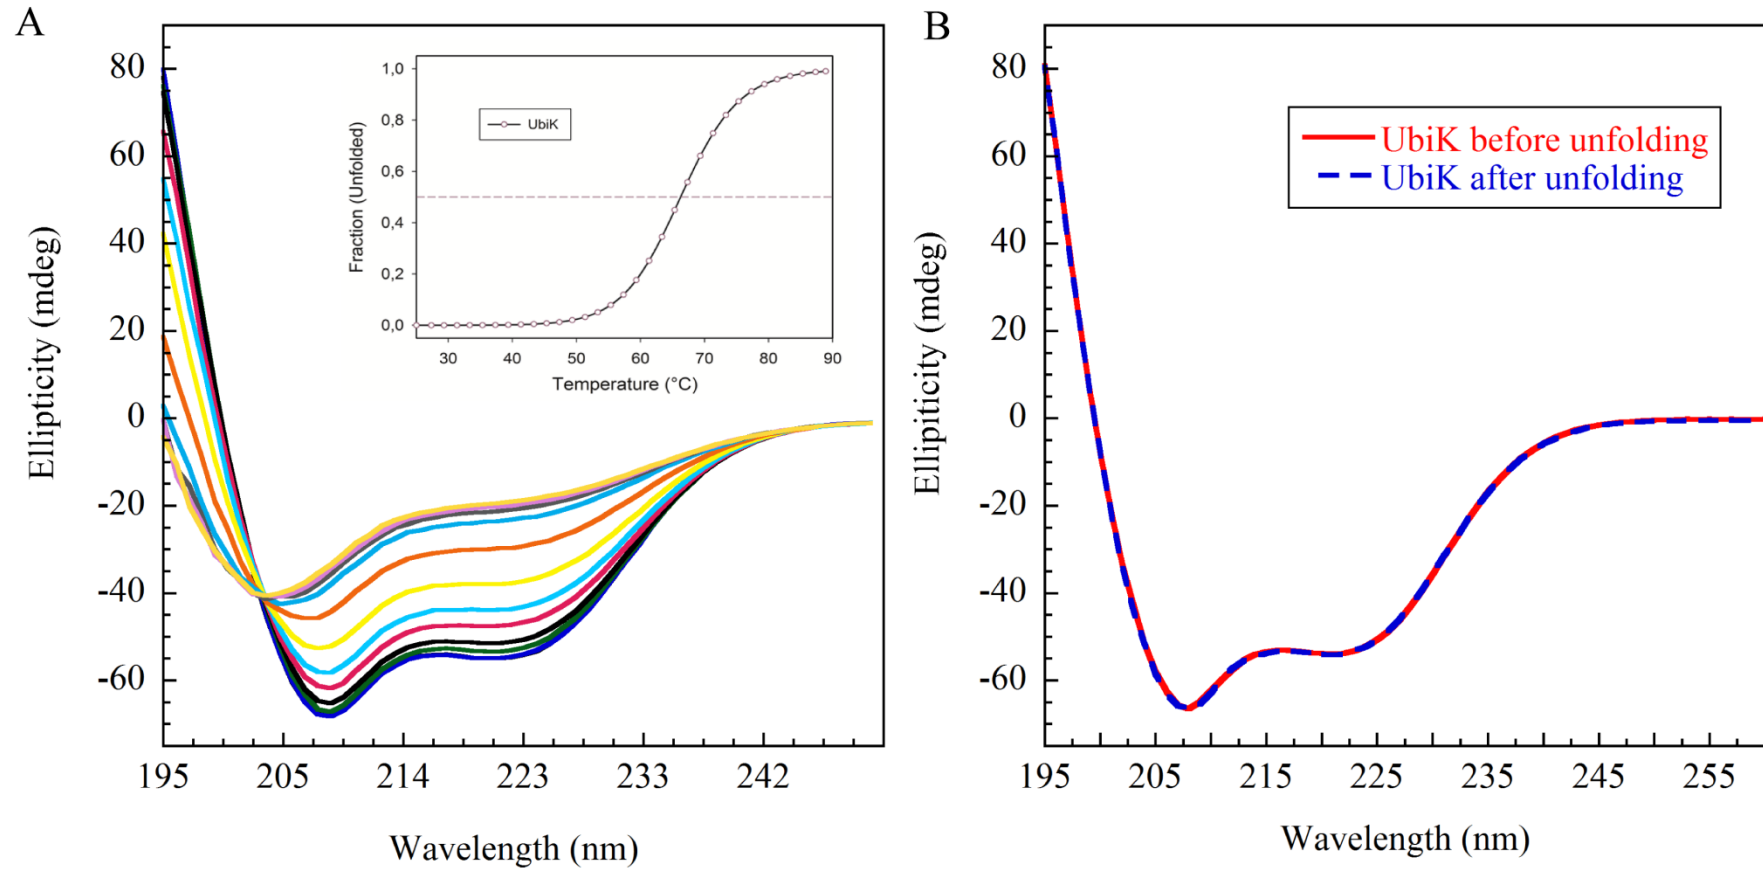 A
80
60
40
20
0
-20
-40
-60
195 205 214 223 233 242
Wavelength (nm)
Ellipticity (mdeg)
1,0
0,8
0,6
0,4
0,2
0,0
30 40 50 60 70 80 90
Temperature (°C)
Fraction (Unfolded)
UbiK
B
80
60
40
20
0
-20
-40
-60
195 205 215 225 235 245 255
Wavelength (nm)
Ellipiticity (mdeg)
UbiK before unfolding
UbiK after unfolding